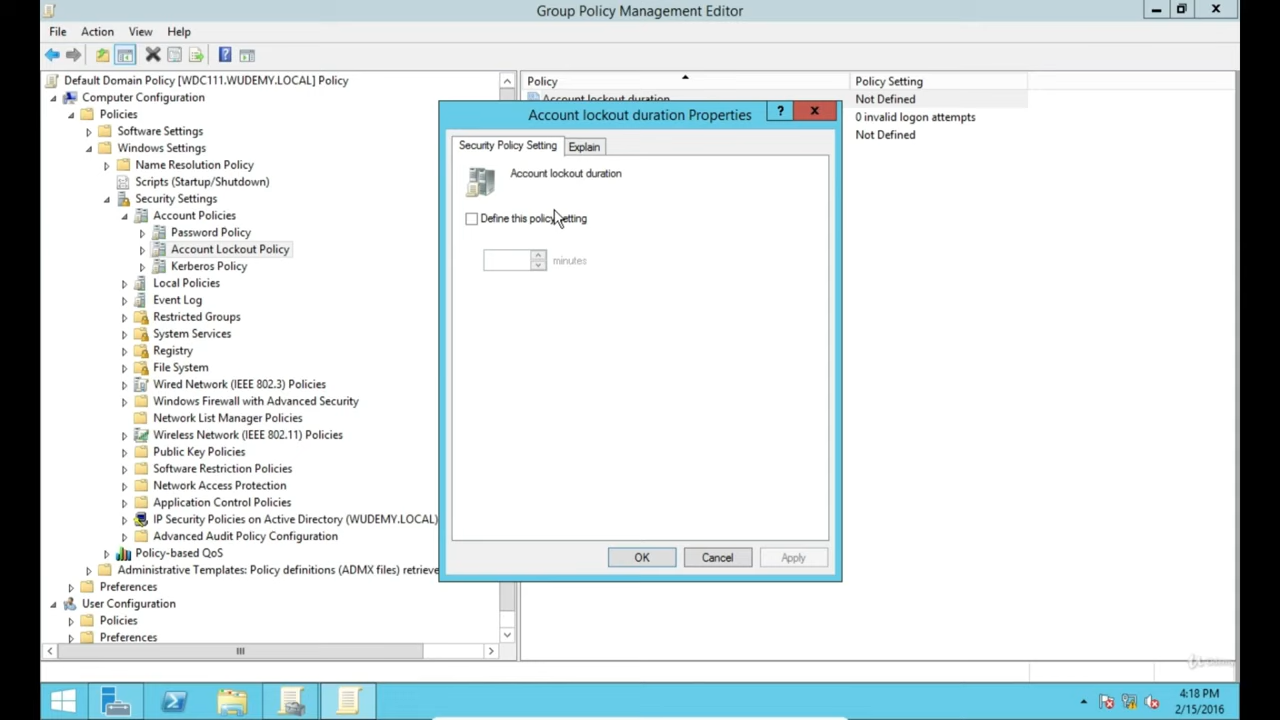 Group Policy Management Editor
File Action View Help
Default Domain Policy [WDC111.WUDEMY.LOCAL] Policy
Computer Configuration
Policies
Software Settings
Windows Settings
Name Resolution Policy
Scripts (Startup/Shutdown)
Security Settings
Account Policies
Password Policy
Account Lockout Policy
Kerberos Policy
Local Policies
Event Log
Restricted Groups
System Services
Registry
File System
Wired Network (IEEE 802.3) Policies
Windows Firewall with Advanced Security
Network List Manager Policies
Wireless Network (IEEE 802.11) Policies
Public Key Policies
Software Restriction Policies
Network Access Protection
Application Control Policies
IP Security Policies on Active Directory (WUDEMY.LOCAL)
Advanced Audit Policy Configuration
Policy-based QoS
Administrative Templates: Policy definitions (ADMX files) retrieve
Preferences
User Configuration
Policies
Preferences
Policy Policy Setting
Account lockout duration Not Defined
0 invalid logon attempts
Not Defined
Account lockout duration Properties
Security Policy Setting Explain
Account lockout duration
Define this policy setting
minutes
OK Cancel Apply
4:18 PM
2/15/2016